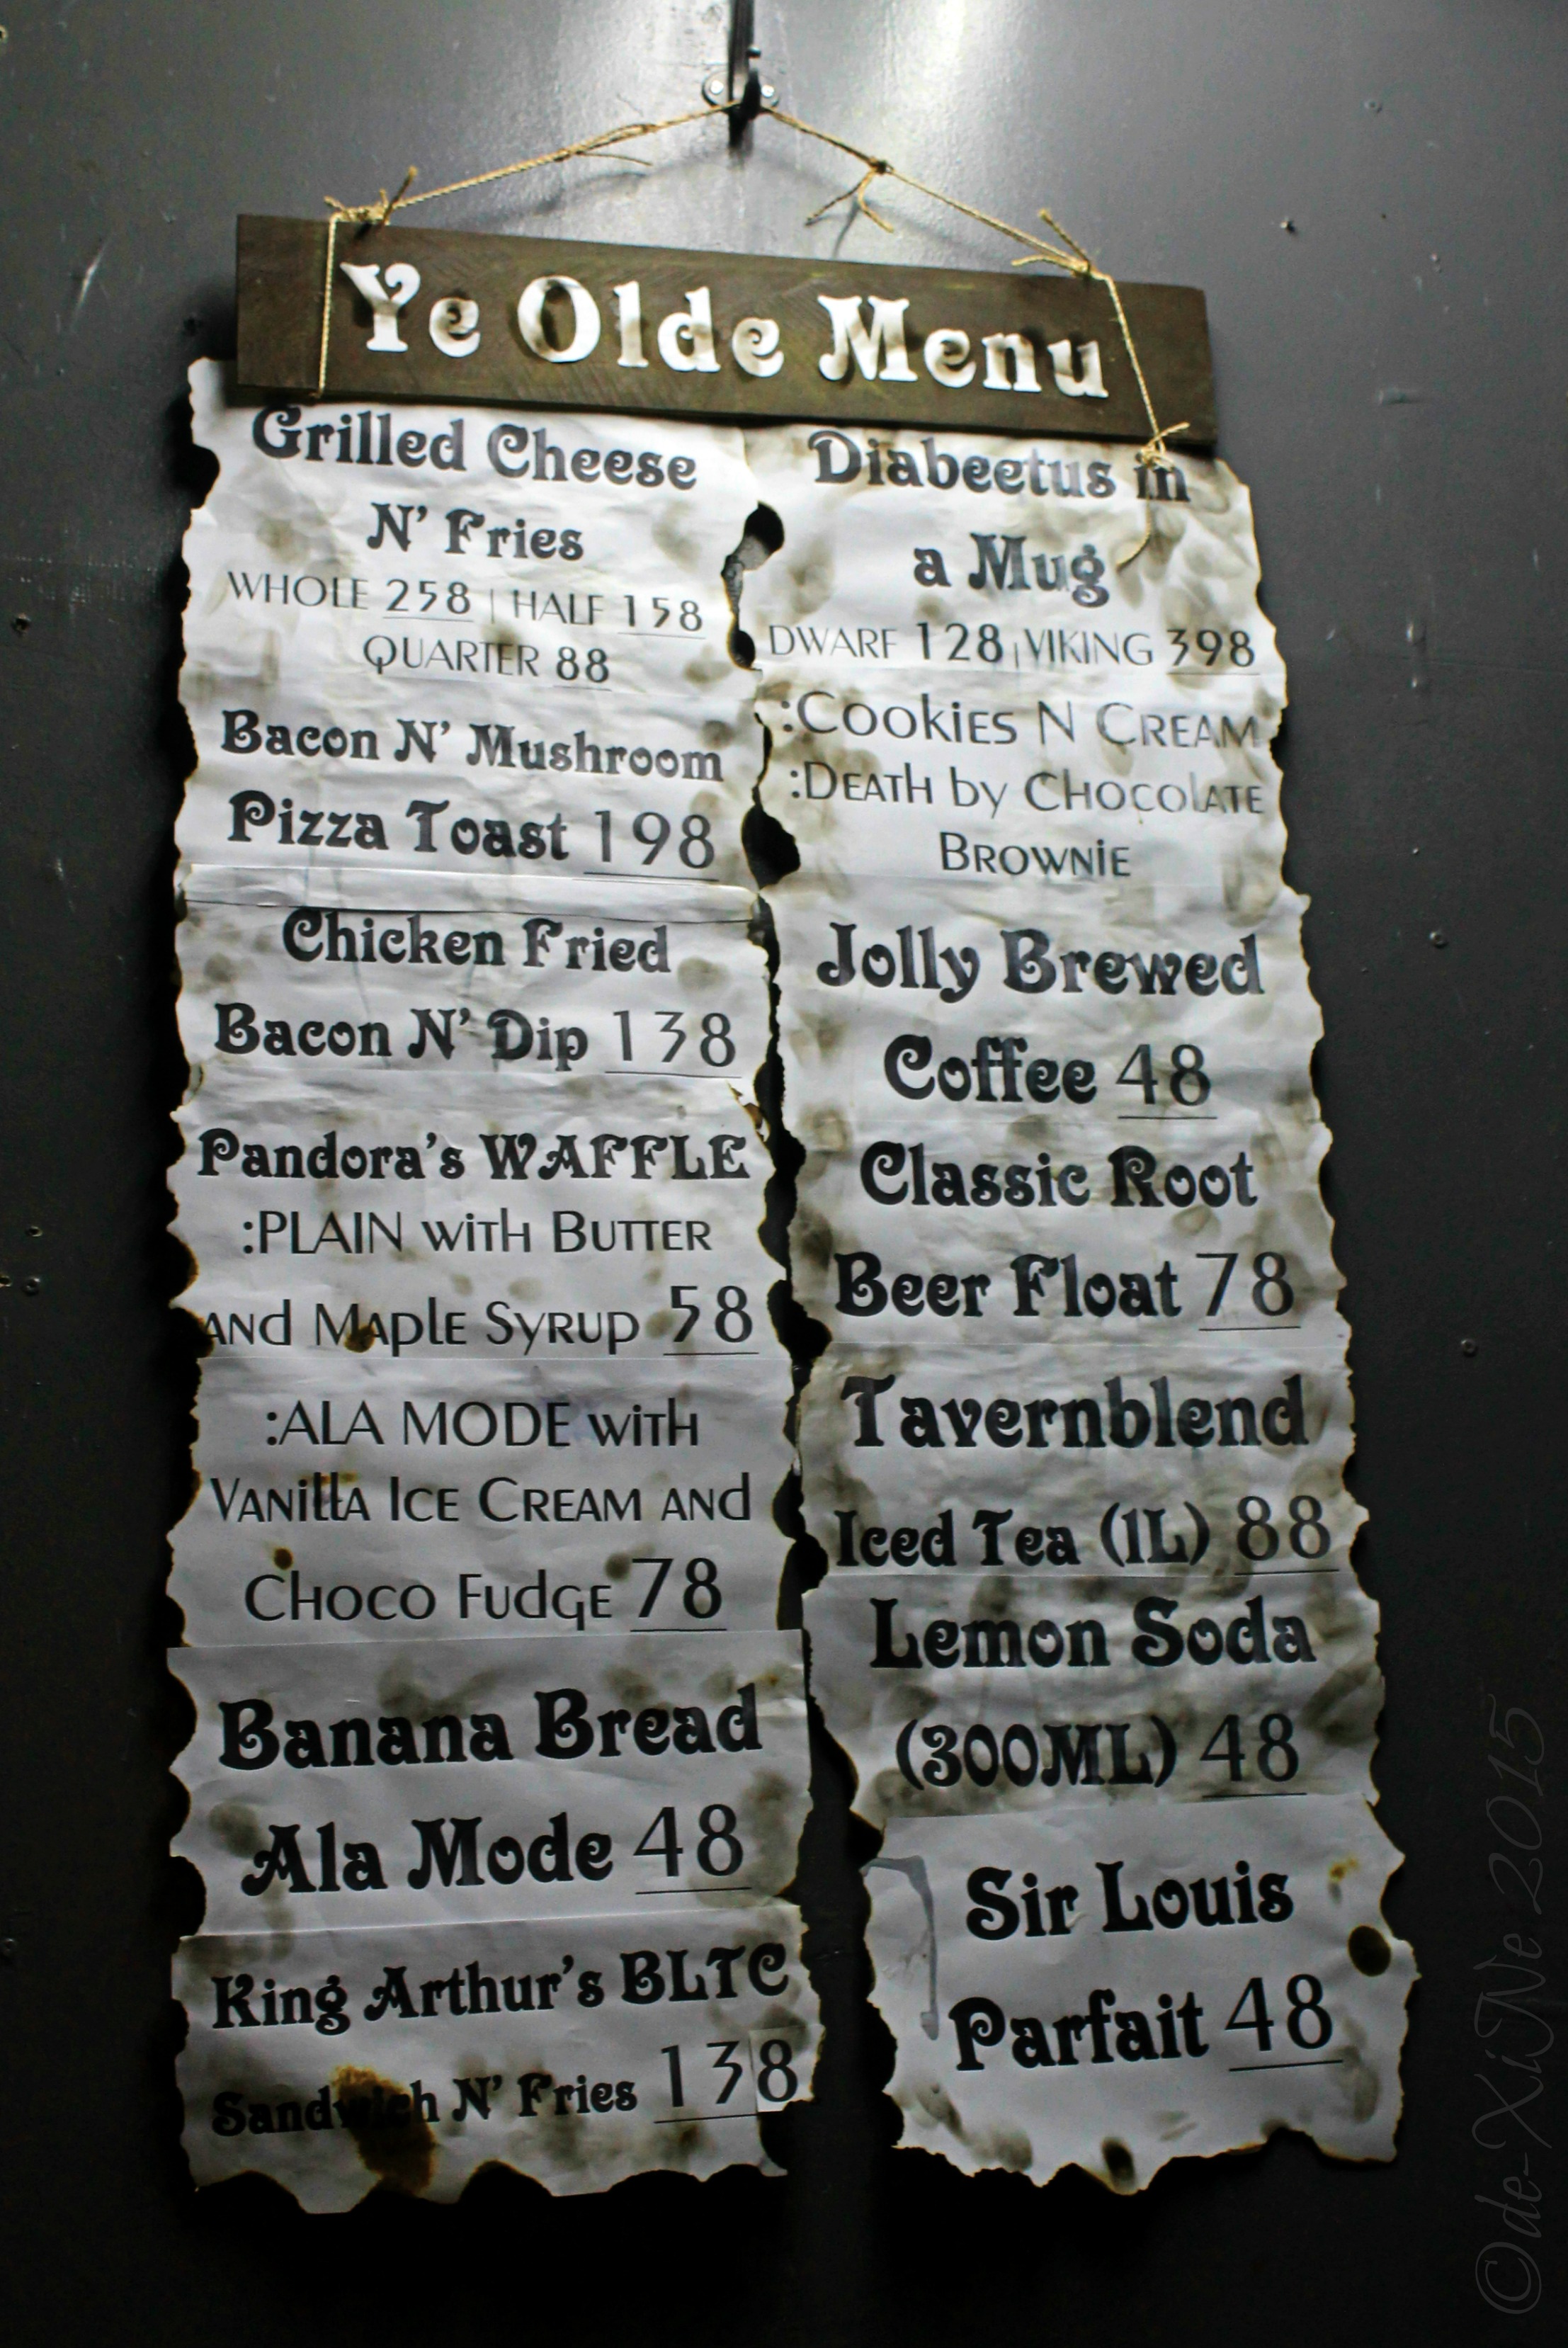 Ye Olde Menu
Grilled Cheese
N' Fries
WHOLE 258 | HALF 158
QUARTER 88
Bacon N' Mushroom
Pizza Toast 198
Chicken Fried
Bacon N' Dip 138
Pandora's WAFFLE
:PLAIN with Butter
and Maple Syrup 58
:ALA MODE with
Vanilla Ice Cream and
Choco Fudge 78
Banana Bread
Ala Mode 48
King Arthur's BLTC
Sandwich N' Fries 138
Diabeetus in
a Mug
DWARF 128 | VIKING 398
:Cookies N Cream
:Death by Chocolate
Brownie
Jolly Brewed
Coffee 48
Classic Root
Beer Float 78
Tavernblend
Iced Tea (1L) 88
Lemon Soda
(300ML) 48
Sir Louis
Parfait 48
©de-XiNe 2015